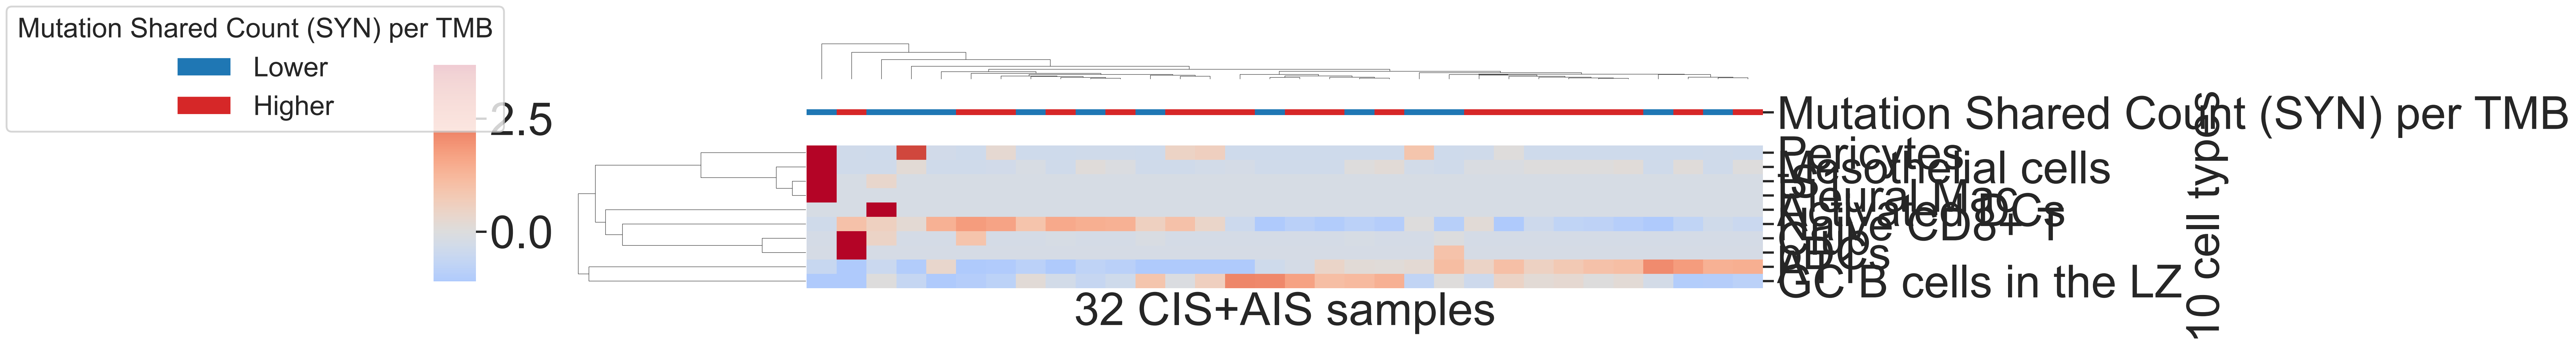 Mutation Shared Count (SYN) per TMB
Lower
Higher
2.5
0.0
Mutation Shared Count (SYN) per TMB
Pericytes
Mesothelial cells
Pleural Mac
Activated DCs
Naive CD8+ T
pDCs
GC B cells in the LZ
10 cell types
32 CIS+AIS samples